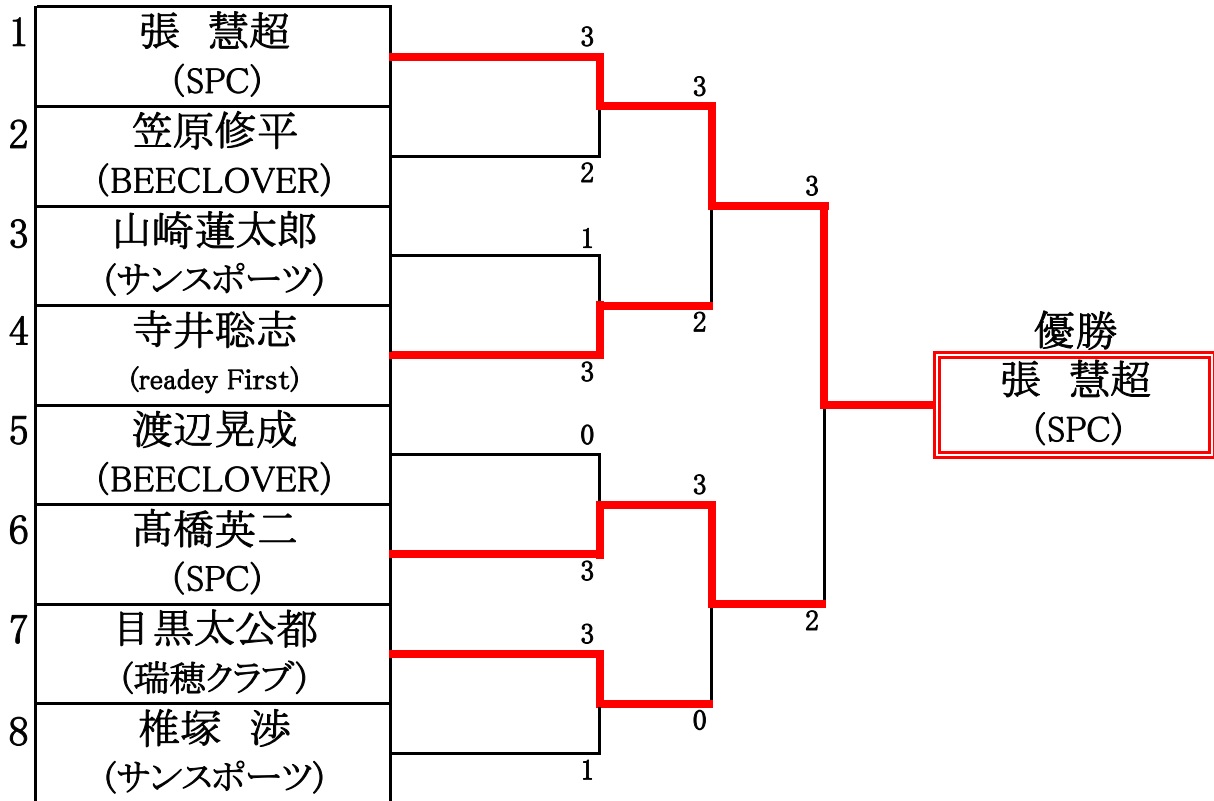 1
張 慧超
(SPC)
2
笠原修平
(BEECLOVER)
3
山崎蓮太郎
(サンスポーツ)
4
寺井聡志
(readey First)
5
渡辺晃成
(BEECLOVER)
6
髙橋英二
(SPC)
7
目黒太公都
(瑞穂クラブ)
8
椎塚 渉
(サンスポーツ)
3
2
1
3
0
3
3
1
3
2
3
0
3
2
優勝
張 慧超
(SPC)